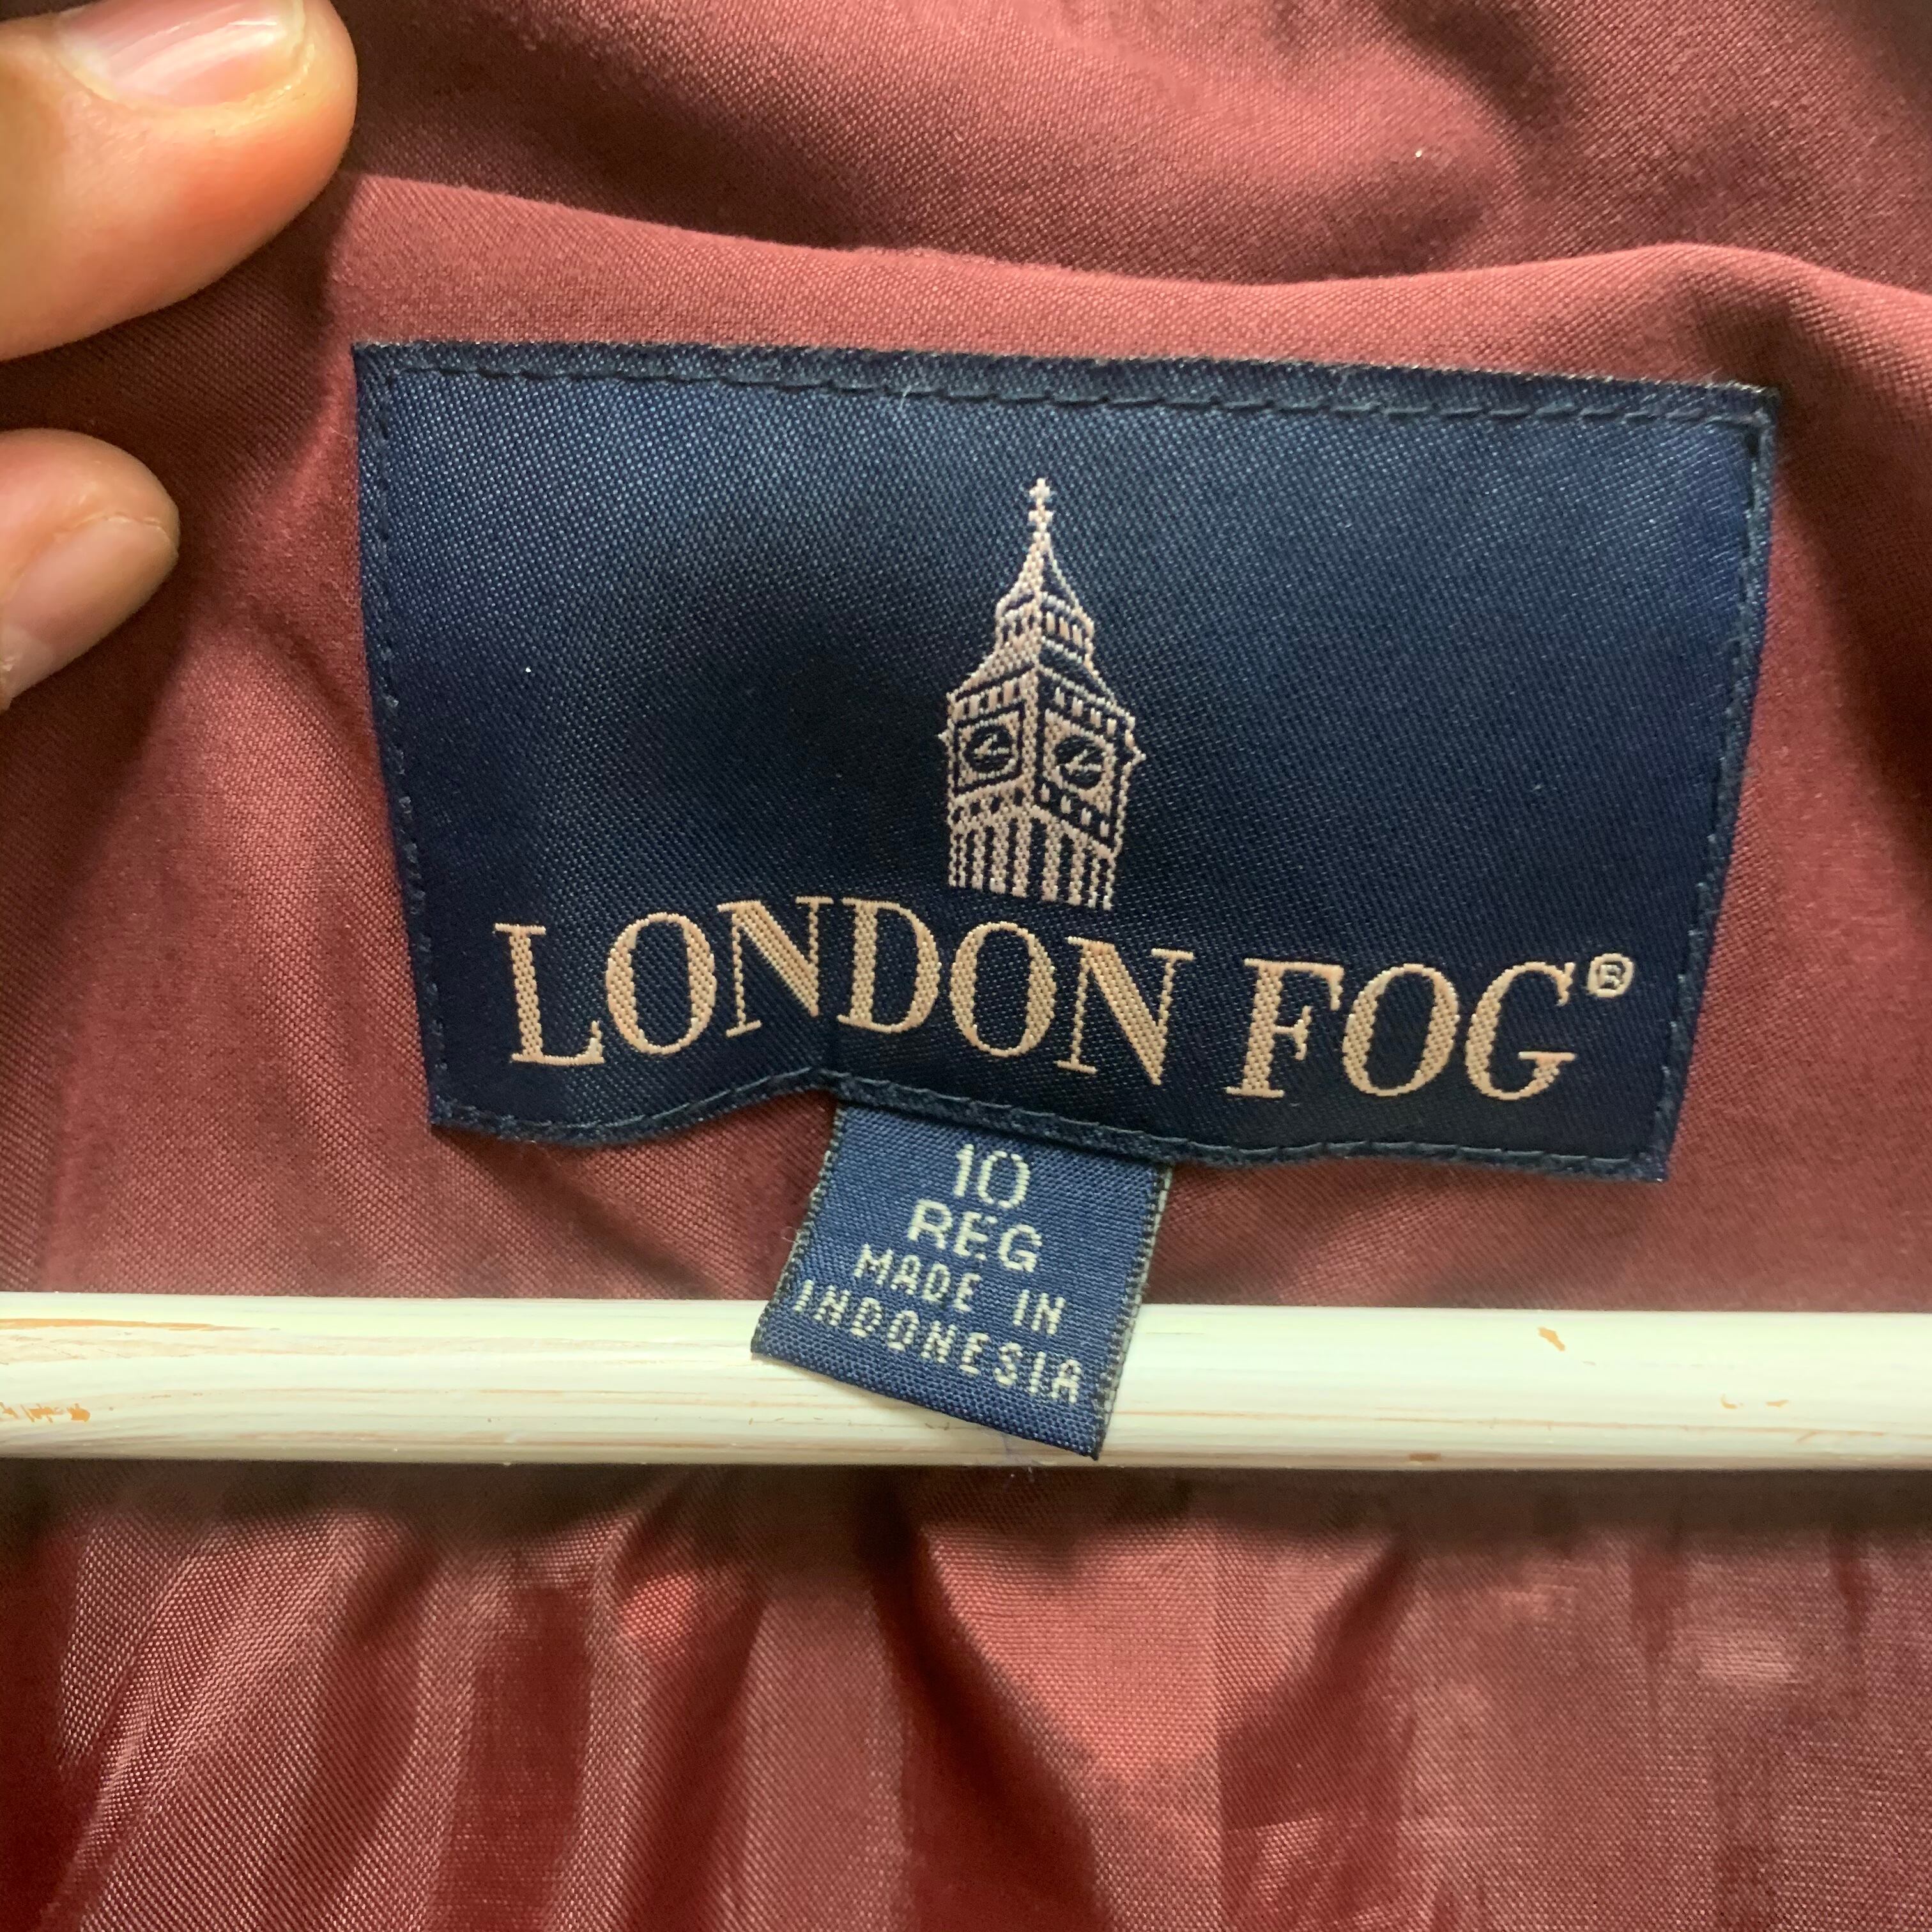 LONDON FOG®
10
REG
MADE IN
INDONESIA